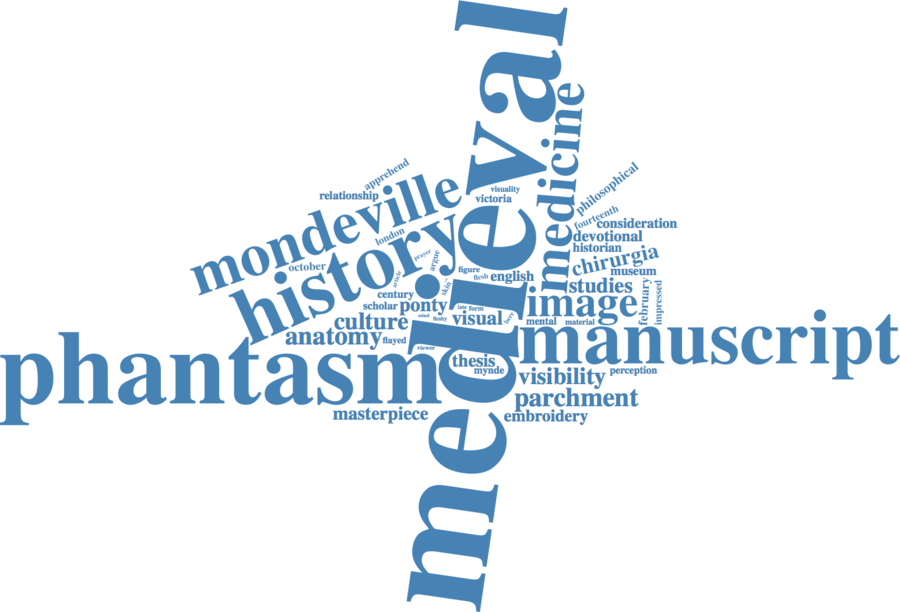 medieval
medicine
apprehend
relationship
visuality
victoria
philosophical
mondeville
fourteenth
consideration
london
devotional
historian
history
prayer
argue
chirurgia
october
figure
flesh
english
museum
article
skin
studies
century
february
impressed
scholar
ponty
late
form
image
culture
mind
fleshy
visual
here
mental
material
anatomy
flayed
viewer
manuscript
phantasm
thesis
mynde
visibility
perception
parchment
masterpiece
embroidery